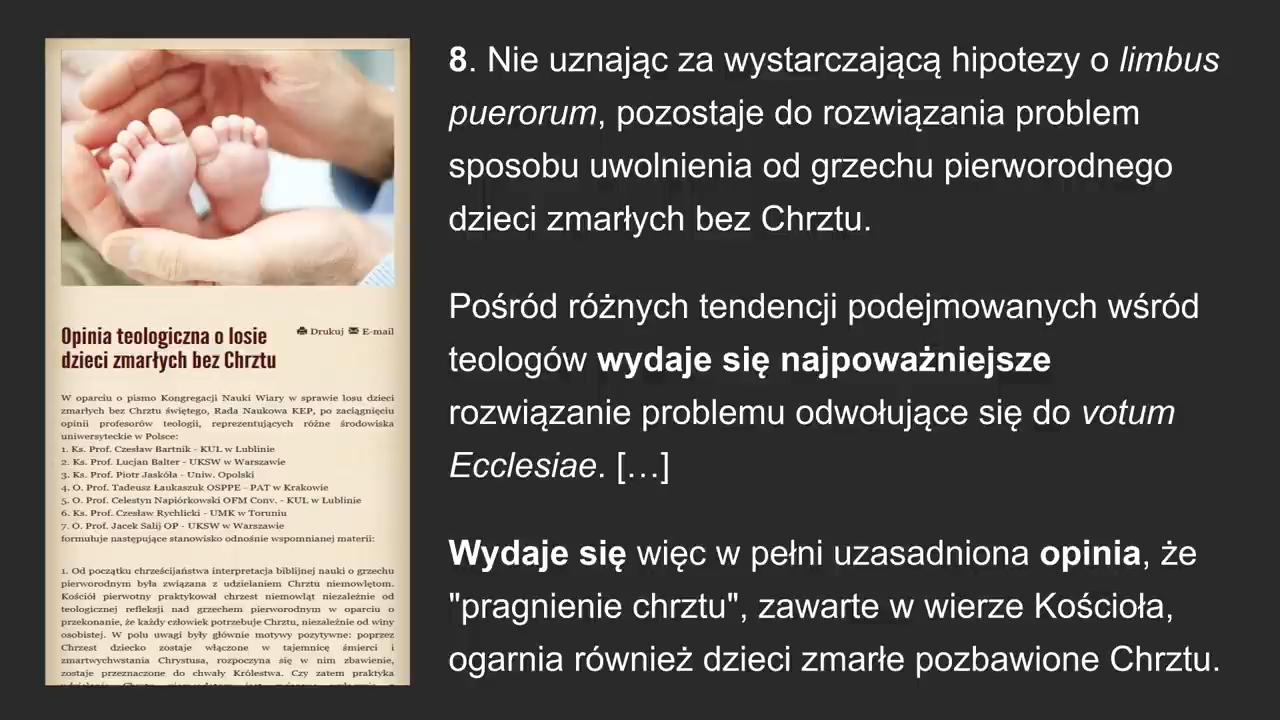 Opinia teologiczna o losie
dzieci zmarłych bez Chrztu
Drukuj E-mail
W oparciu o pismo Kongregacji Nauki Wiary w sprawie losu dzieci
zmarłych bez Chrztu świętego, Rada Naukowa KEP, po zaciągnięciu
opinii profesorów teologii, reprezentujących różne środowiska
uniwersyteckie w Polsce:
1. Ks. Prof. Czesław Bartnik - KUL w Lublinie
2. Ks. Prof. Lucjan Balter - UKSW w Warszawie
3. Ks. Prof. Piotr Jaskóła - Uniw. Opolski
4. O. Prof. Tadeusz Łaukaszuk OSPPE - PAT w Krakowie
5. O. Prof. Celestyn Napiórkowski OFM Conv. - KUL w Lublinie
6. Ks. Prof. Czesław Rychlicki - UMK w Toruniu
7. O. Prof. Jacek Salij OP - UKSW w Warszawie
formułuje następujące stanowisko odnośnie wspomnianej materii:
1. Od początku chrześcijaństwa interpretacja biblijnej nauki o grzechu
pierworodnym była związana z udzielaniem Chrztu niemowlętom.
Kościół pierwotny praktykował chrzest niemowląt niezależnie od
teologicznej refleksji nad grzechem pierworodnym w oparciu o
przekonanie, że każdy człowiek potrzebuje Chrztu, niezależnie od winy
osobistej. W polu uwagi były głównie motywy pozytywne: poprzez
Chrzest dziecko zostaje włączone w tajemnicę śmierci i
zmartwychwstania Chrystusa, rozpoczyna się w nim zbawienie,
zostaje przeznaczone do chwały Królestwa. Czy zatem praktyka
8. Nie uznając za wystarczającą hipotezy o limbus
puerorum, pozostaje do rozwiązania problem
sposobu uwolnienia od grzechu pierworodnego
dzieci zmarłych bez Chrztu.
Pośród różnych tendencji podejmowanych wśród
teologów wydaje się najpoważniejsze
rozwiązanie problemu odwołujące się do votum
Ecclesiae. […]
Wydaje się więc w pełni uzasadniona opinia, że
"pragnienie chrztu", zawarte w wierze Kościoła,
ogarnia również dzieci zmarłe pozbawione Chrztu.